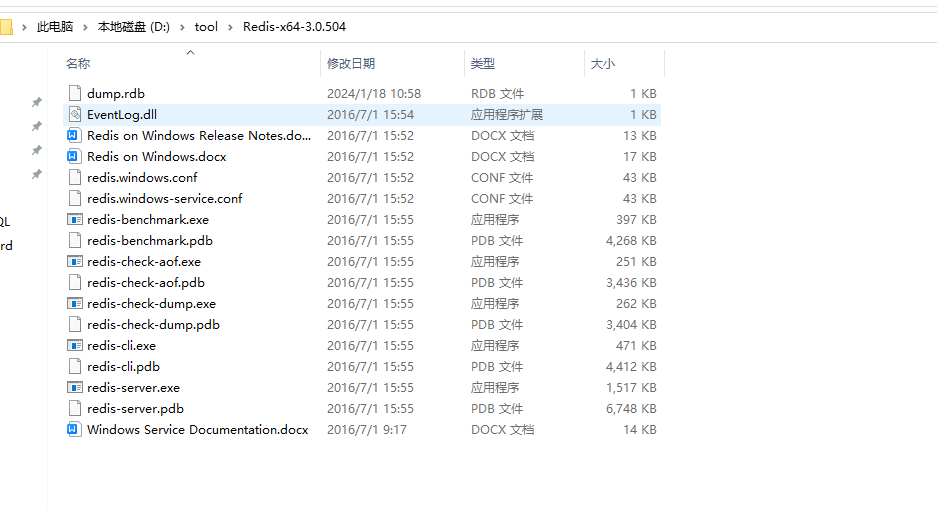 此电脑 › 本地磁盘 (D:) › tool › Redis-x64-3.0.504
名称 修改日期 类型 大小
dump.rdb 2024/1/18 10:58 RDB 文件 1 KB
EventLog.dll 2016/7/1 15:54 应用程序扩展 1 KB
Redis on Windows Release Notes.do... 2016/7/1 15:52 DOCX 文档 13 KB
Redis on Windows.docx 2016/7/1 15:52 DOCX 文档 17 KB
redis.windows.conf 2016/7/1 15:52 CONF 文件 43 KB
redis.windows-service.conf 2016/7/1 15:52 CONF 文件 43 KB
redis-benchmark.exe 2016/7/1 15:55 应用程序 397 KB
QL
redis-benchmark.pdb 2016/7/1 15:55 PDB 文件 4,268 KB
rd
redis-check-aof.exe 2016/7/1 15:55 应用程序 251 KB
redis-check-aof.pdb 2016/7/1 15:55 PDB 文件 3,436 KB
redis-check-dump.exe 2016/7/1 15:55 应用程序 262 KB
redis-check-dump.pdb 2016/7/1 15:55 PDB 文件 3,404 KB
redis-cli.exe 2016/7/1 15:55 应用程序 471 KB
redis-cli.pdb 2016/7/1 15:55 PDB 文件 4,412 KB
redis-server.exe 2016/7/1 15:55 应用程序 1,517 KB
redis-server.pdb 2016/7/1 15:55 PDB 文件 6,748 KB
Windows Service Documentation.docx 2016/7/1 9:17 DOCX 文档 14 KB